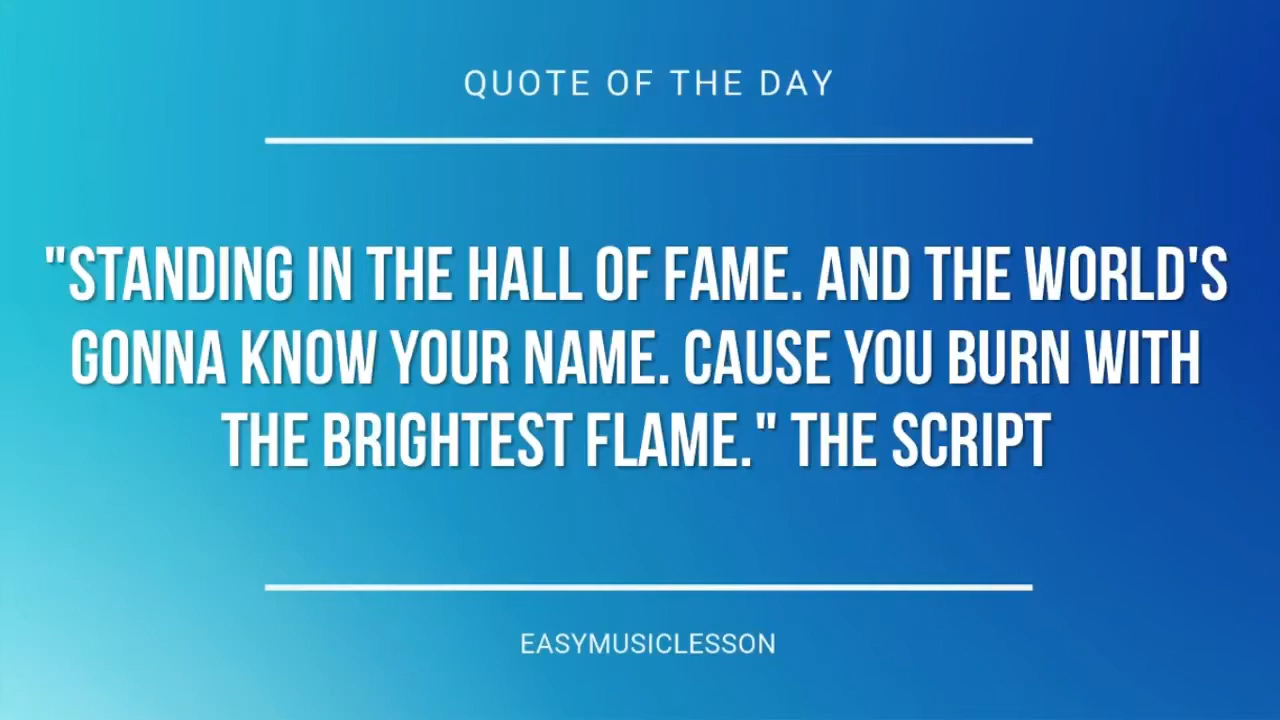 QUOTE OF THE DAY
"STANDING IN THE HALL OF FAME. AND THE WORLD'S
GONNA KNOW YOUR NAME. CAUSE YOU BURN WITH
THE BRIGHTEST FLAME." THE SCRIPT
EASYMUSICLESSON